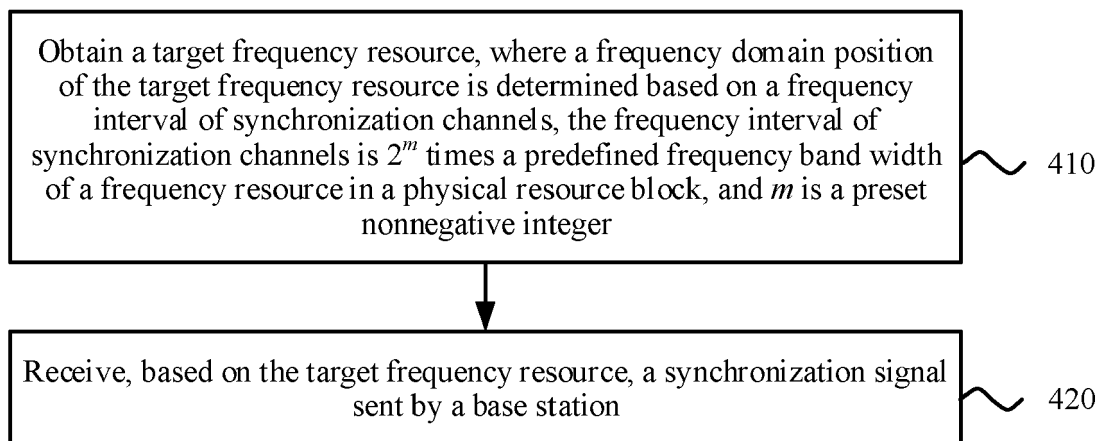 Obtain a target frequency resource, where a frequency domain position
of the target frequency resource is determined based on a frequency
interval of synchronization channels, the frequency interval of
synchronization channels is 2^m times a predefined frequency band width
of a frequency resource in a physical resource block, and m is a preset
nonnegative integer
410
Receive, based on the target frequency resource, a synchronization signal
sent by a base station
420